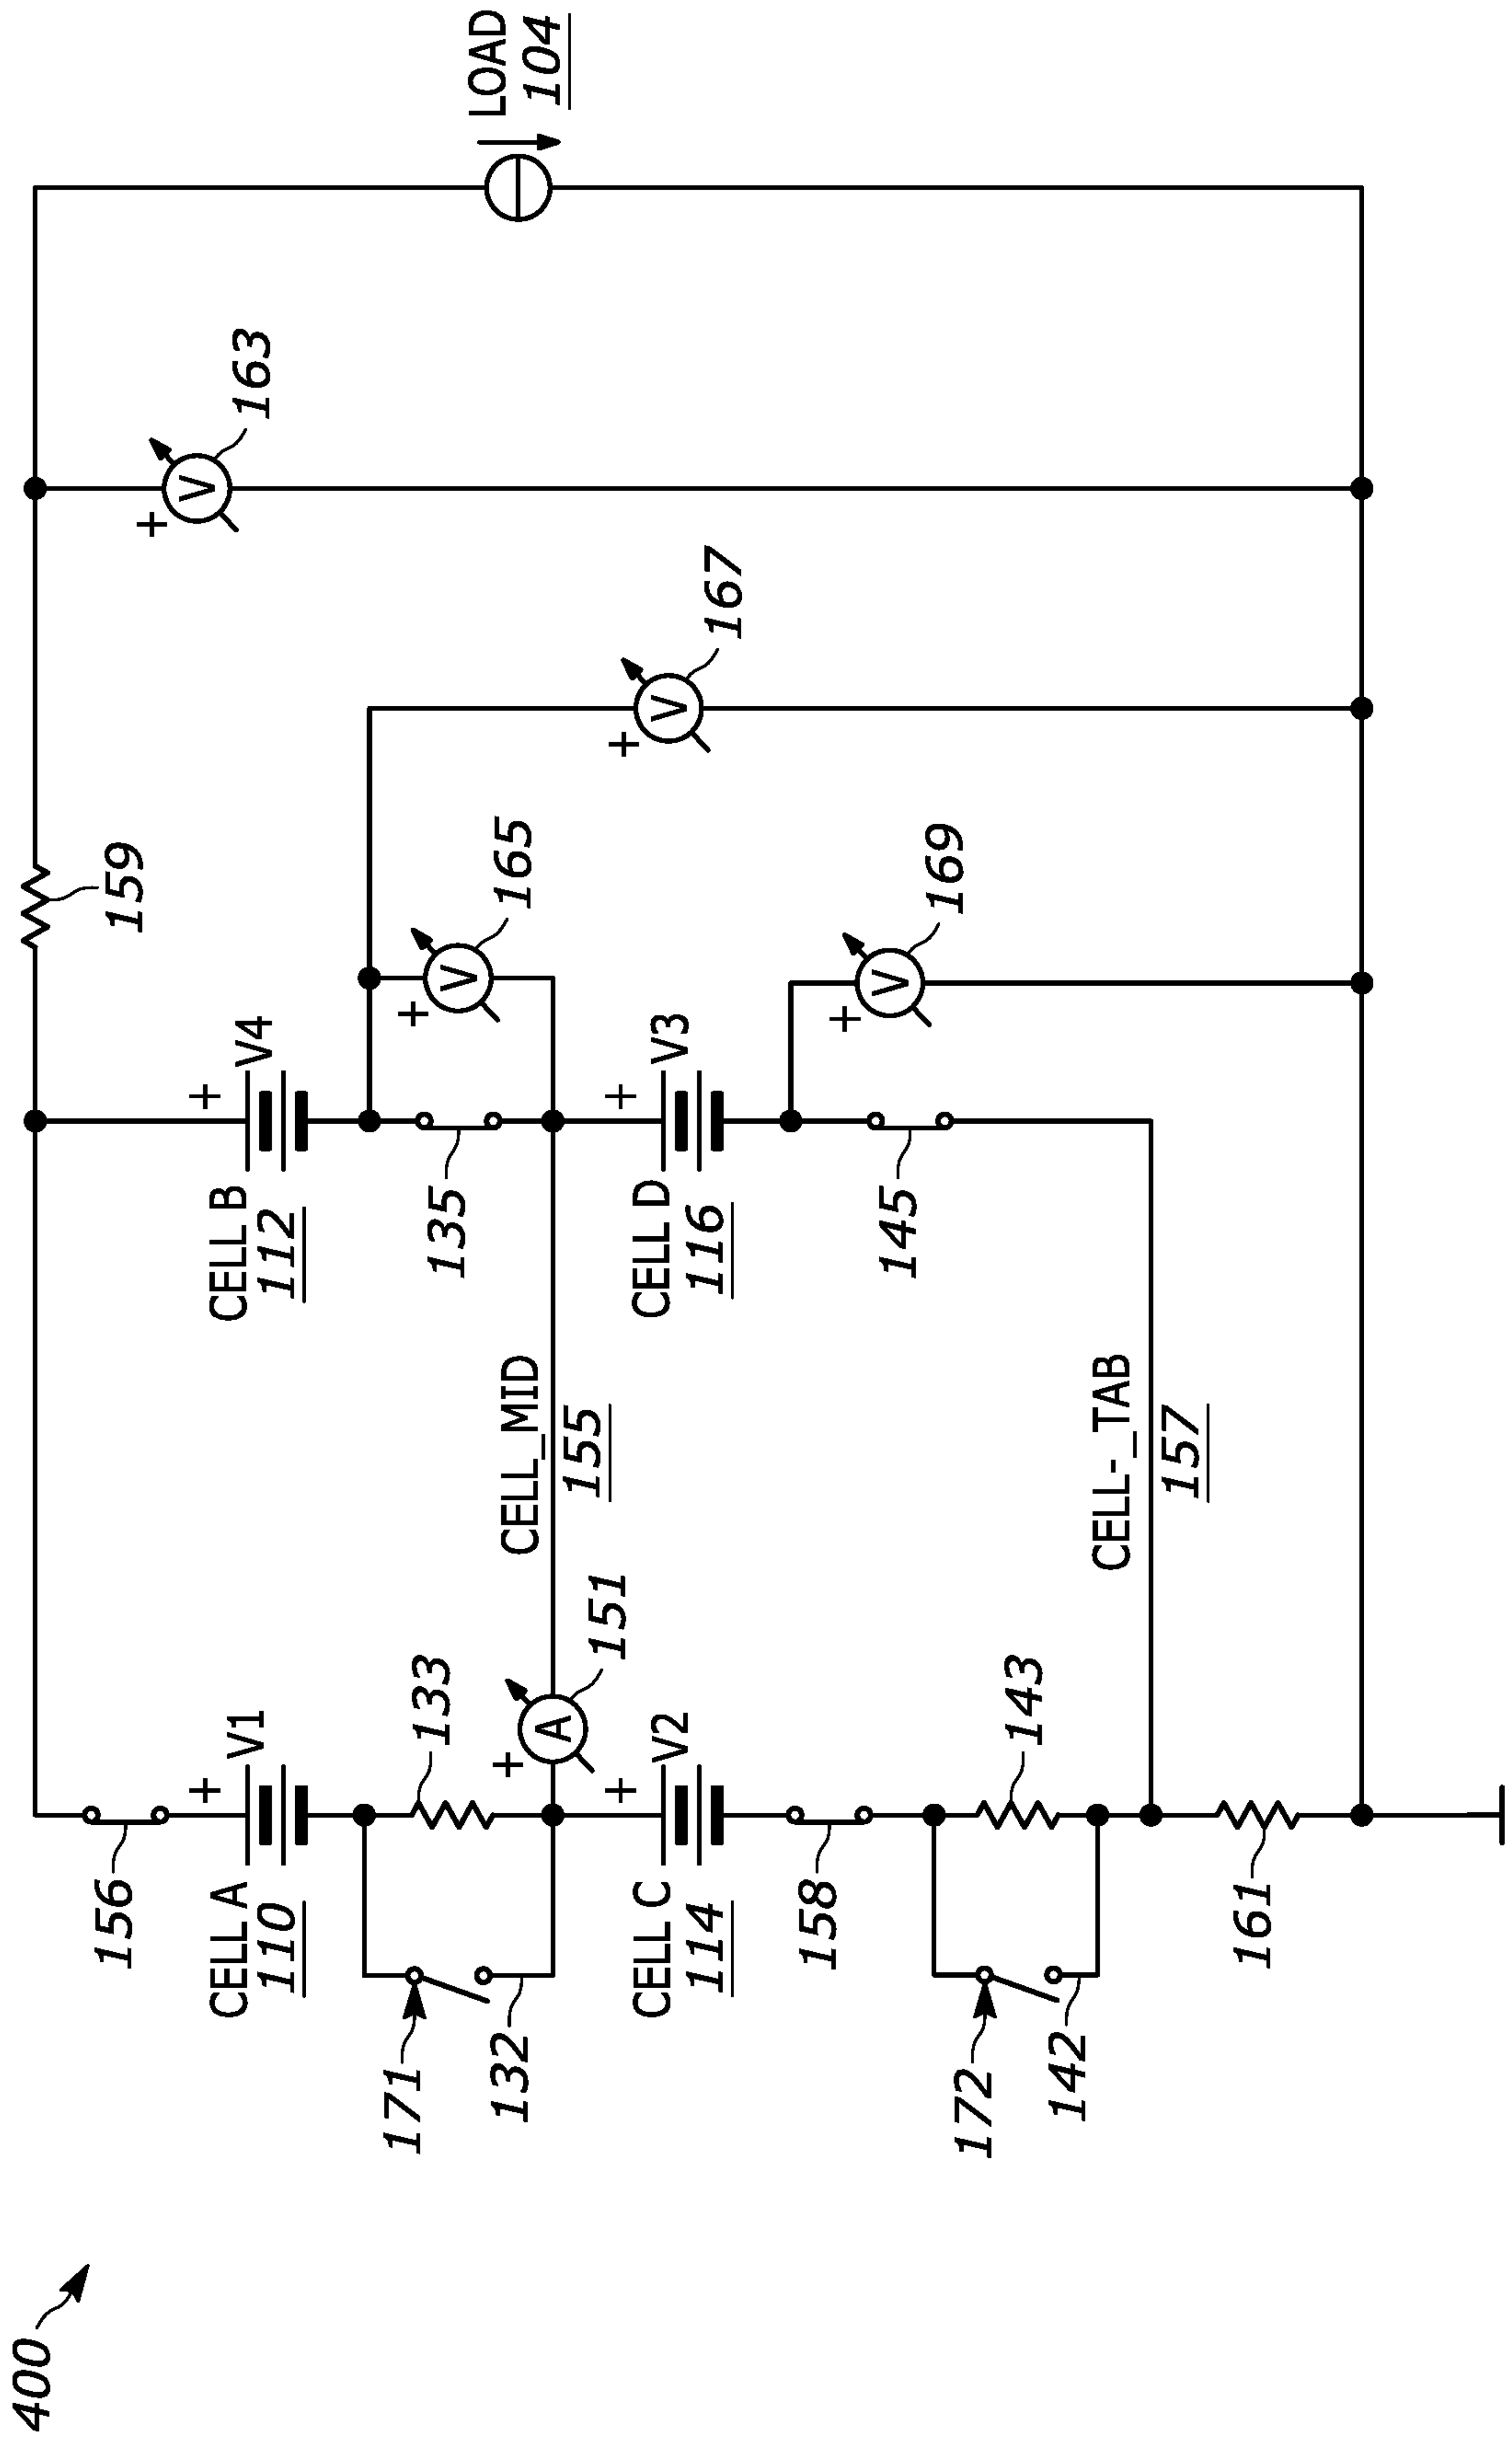 400
156
CELL A
110
+
V1
171
132
133
CELL C
114
+
V2
158
172
142
143
161
+
A
151
CELL_MID
155
CELL-_TAB
157
CELL B
112
+
V4
135
CELL D
116
+
V3
145
159
+
V
165
+
V
169
+
V
167
+
V
163
LOAD
104